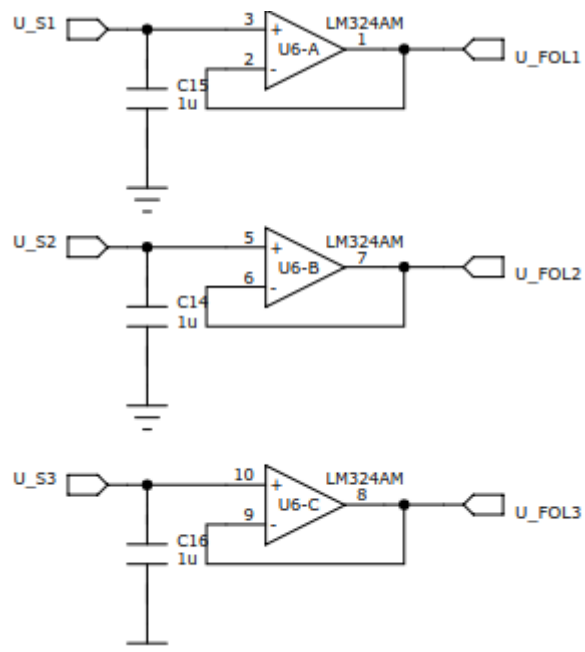 U_S1
3
+
U6-A
2
-
LM324AM
1
U_FOL1
C15
1u
U_S2
5
+
U6-B
6
-
LM324AM
7
U_FOL2
C14
1u
U_S3
10
+
U6-C
9
-
LM324AM
8
U_FOL3
C16
1u